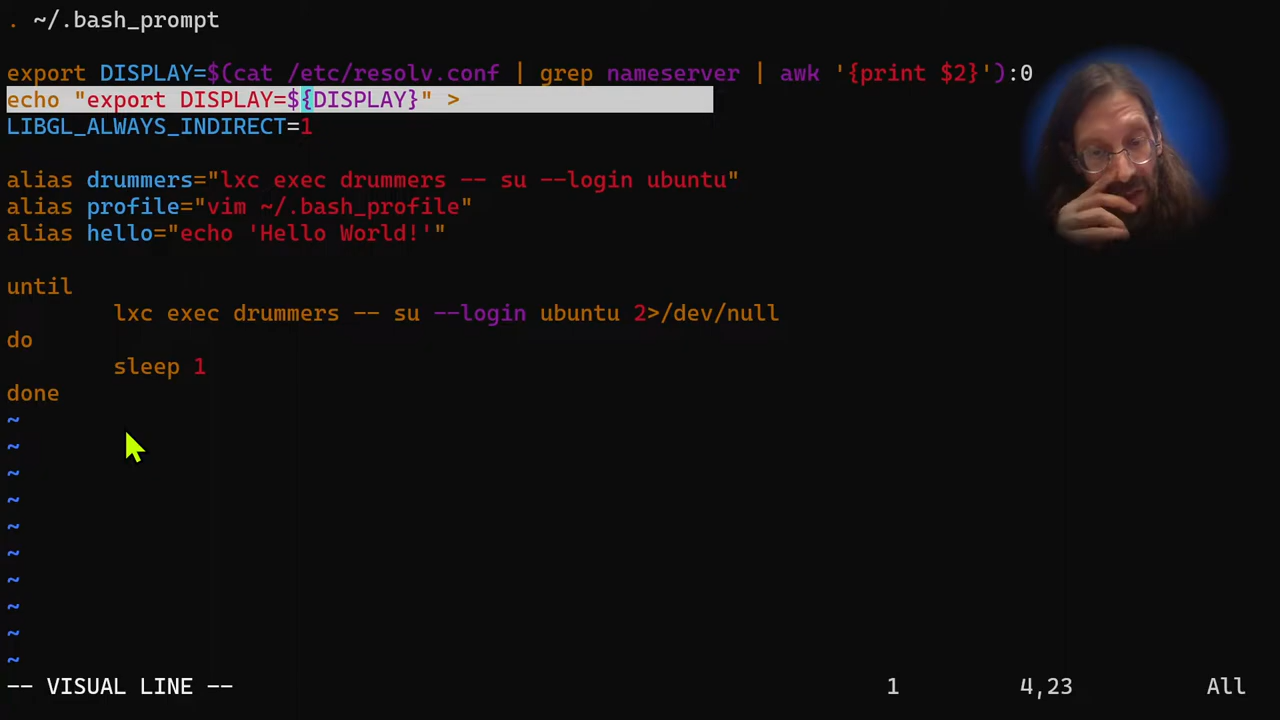 . ~/.bash_prompt
export DISPLAY=$(cat /etc/resolv.conf | grep nameserver | awk '{print $2}'):0
echo "export DISPLAY=${DISPLAY}" >
LIBGL_ALWAYS_INDIRECT=1
alias drummers="lxc exec drummers -- su --login ubuntu"
alias profile="vim ~/.bash_profile"
alias hello="echo 'Hello World!'"
until
lxc exec drummers -- su --login ubuntu 2>/dev/null
do
sleep 1
done
~
~
~
~
~
~
~
~
~
~
-- VISUAL LINE -- 1 4,23 All